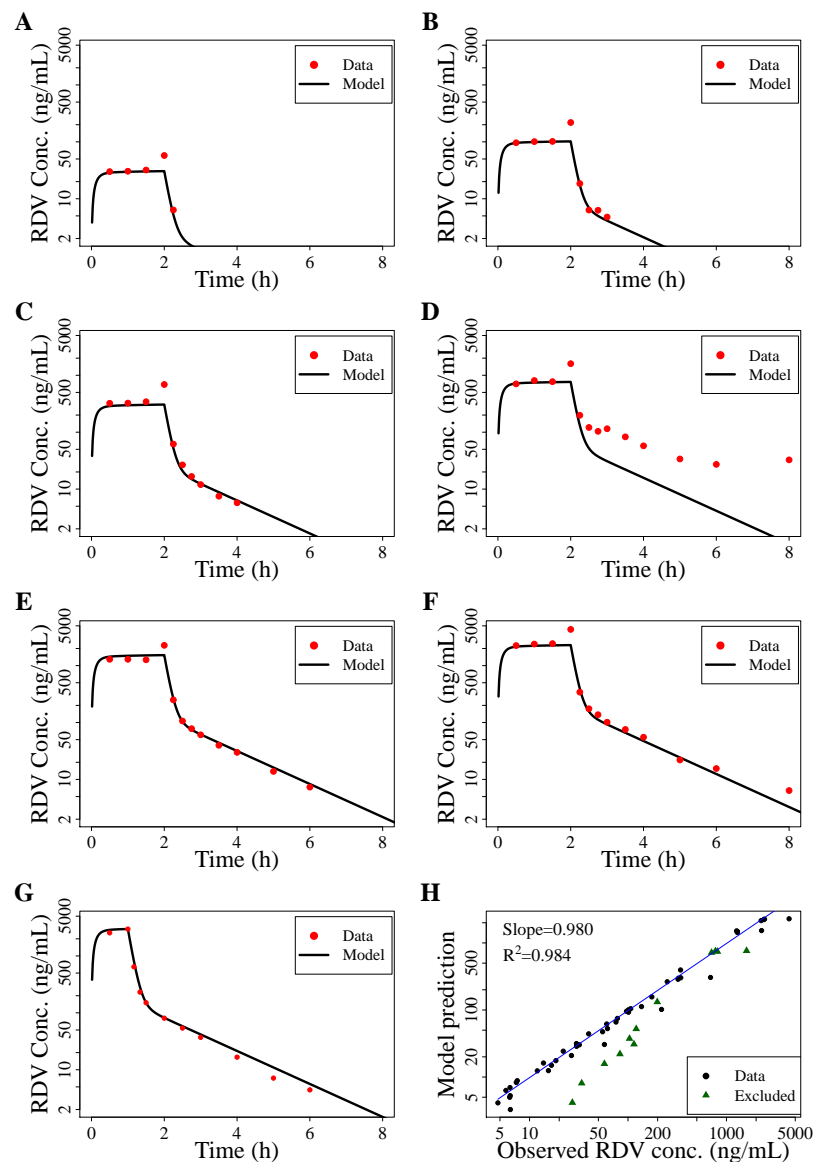 A
RDV Conc. (ng/mL)
5000
500
50
10
2
Data
Model
0 2 4 6 8
Time (h)
B
RDV Conc. (ng/mL)
5000
500
50
10
2
Data
Model
0 2 4 6 8
Time (h)
C
RDV Conc. (ng/mL)
5000
500
50
10
2
Data
Model
0 2 4 6 8
Time (h)
D
RDV Conc. (ng/mL)
5000
500
50
10
2
Data
Model
0 2 4 6 8
Time (h)
E
RDV Conc. (ng/mL)
5000
500
50
10
2
Data
Model
0 2 4 6 8
Time (h)
F
RDV Conc. (ng/mL)
5000
500
50
10
2
Data
Model
0 2 4 6 8
Time (h)
G
RDV Conc. (ng/mL)
5000
500
50
10
2
Data
Model
0 2 4 6 8
Time (h)
H
Model prediction
500
100
20
5
Slope=0.980
R²=0.984
Data
Excluded
5 10 50 200 1000 5000
Observed RDV conc. (ng/mL)